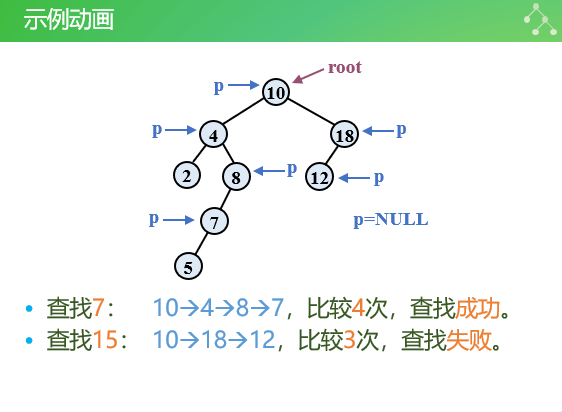 示例动画
root
p
10
p
4
18
p
2
8
p
12
p
p
7
p=NULL
5
• 查找7： 10→4→8→7，比较4次，查找成功。
• 查找15： 10→18→12，比较3次，查找失败。